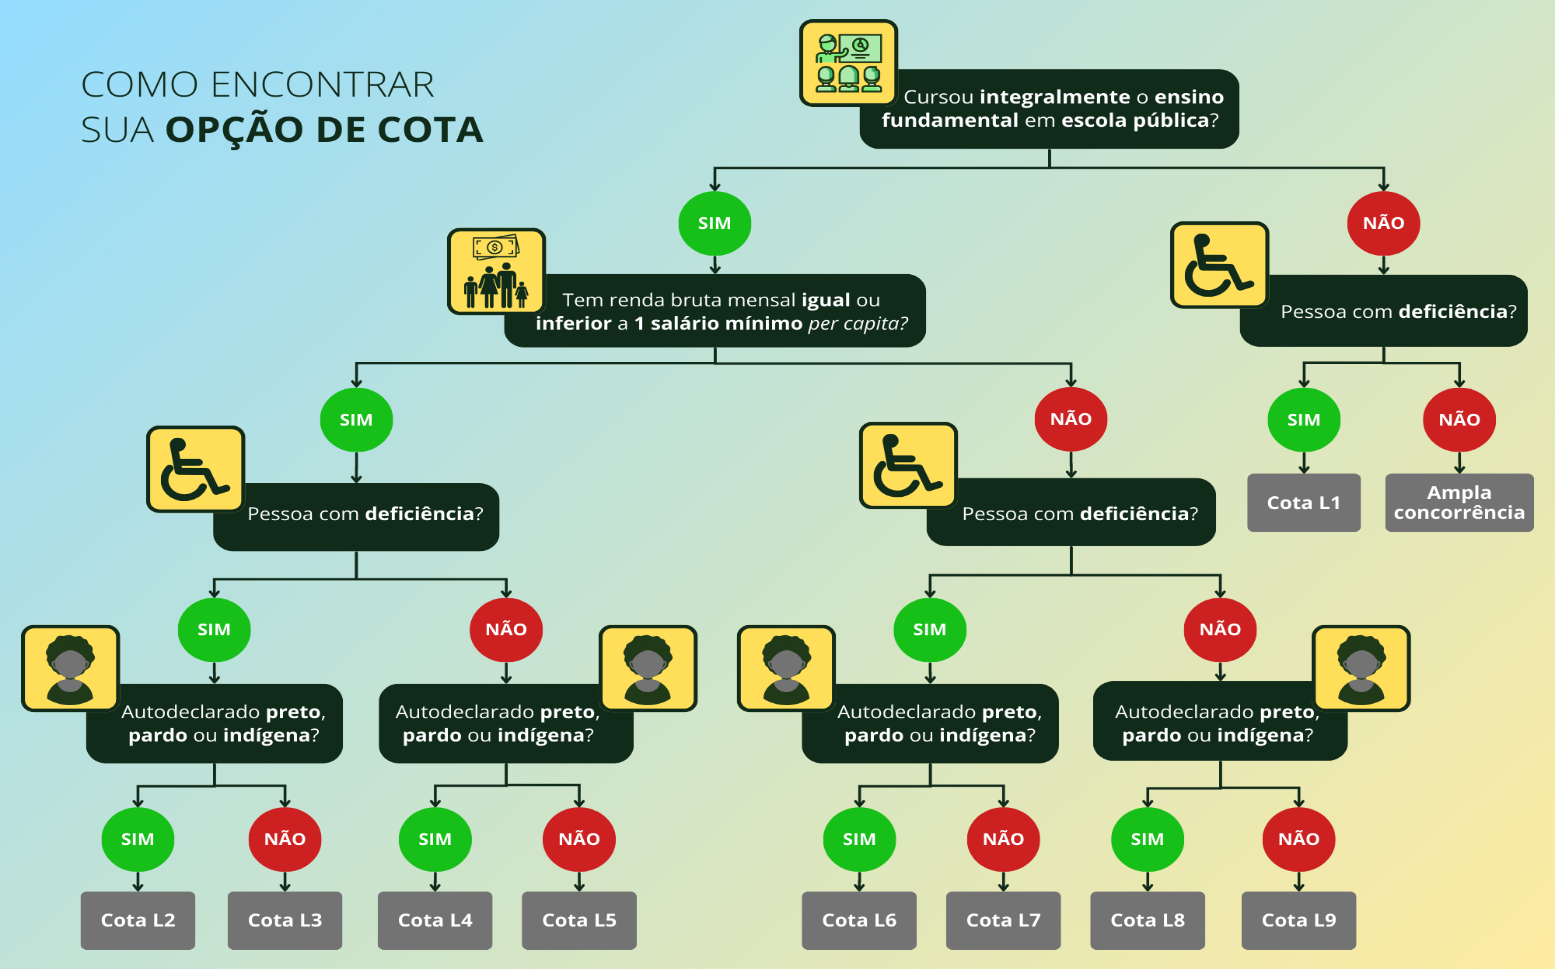 COMO ENCONTRAR
SUA OPÇÃO DE COTA
Cursou integralmente o ensino
fundamental em escola pública?
SIM
NÃO
Tem renda bruta mensal igual ou
inferior a 1 salário mínimo per capita?
Pessoa com deficiência?
SIM
NÃO
SIM
NÃO
Cota L1
Ampla
concorrência
Pessoa com deficiência?
Pessoa com deficiência?
SIM
NÃO
SIM
NÃO
Autodeclarado preto,
pardo ou indígena?
Autodeclarado preto,
pardo ou indígena?
Autodeclarado preto,
pardo ou indígena?
Autodeclarado preto,
pardo ou indígena?
SIM
NÃO
SIM
NÃO
SIM
NÃO
SIM
NÃO
Cota L2
Cota L3
Cota L4
Cota L5
Cota L6
Cota L7
Cota L8
Cota L9